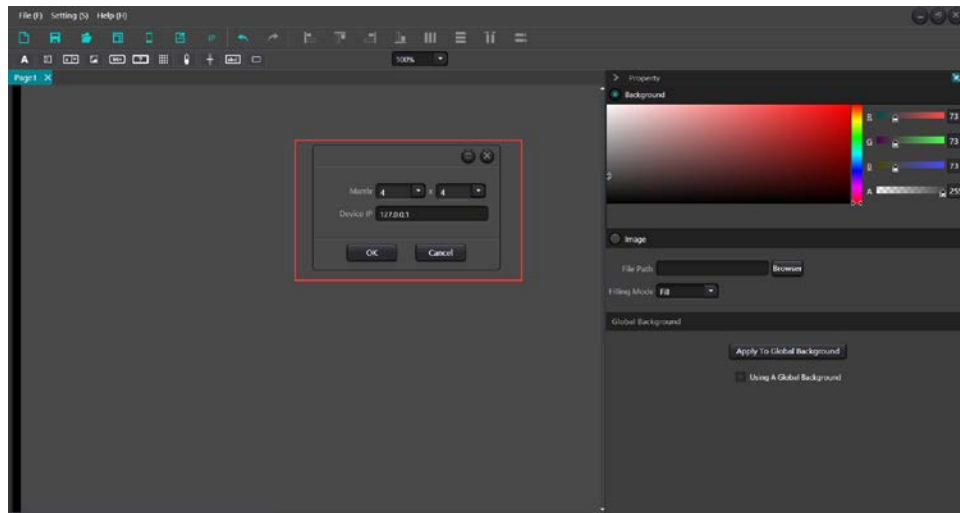 File (F) Setting (S) Help (H)
IP
A
100%
Page1 X
> Property
Background
R 73
G 73
B 73
A 255
Matrix 4 x 4
Device IP 127.0.0.1
OK Cancel
Image
File Path Browser
Filling Mode Fill
Global Background
Apply To Global Background
Using A Global Background